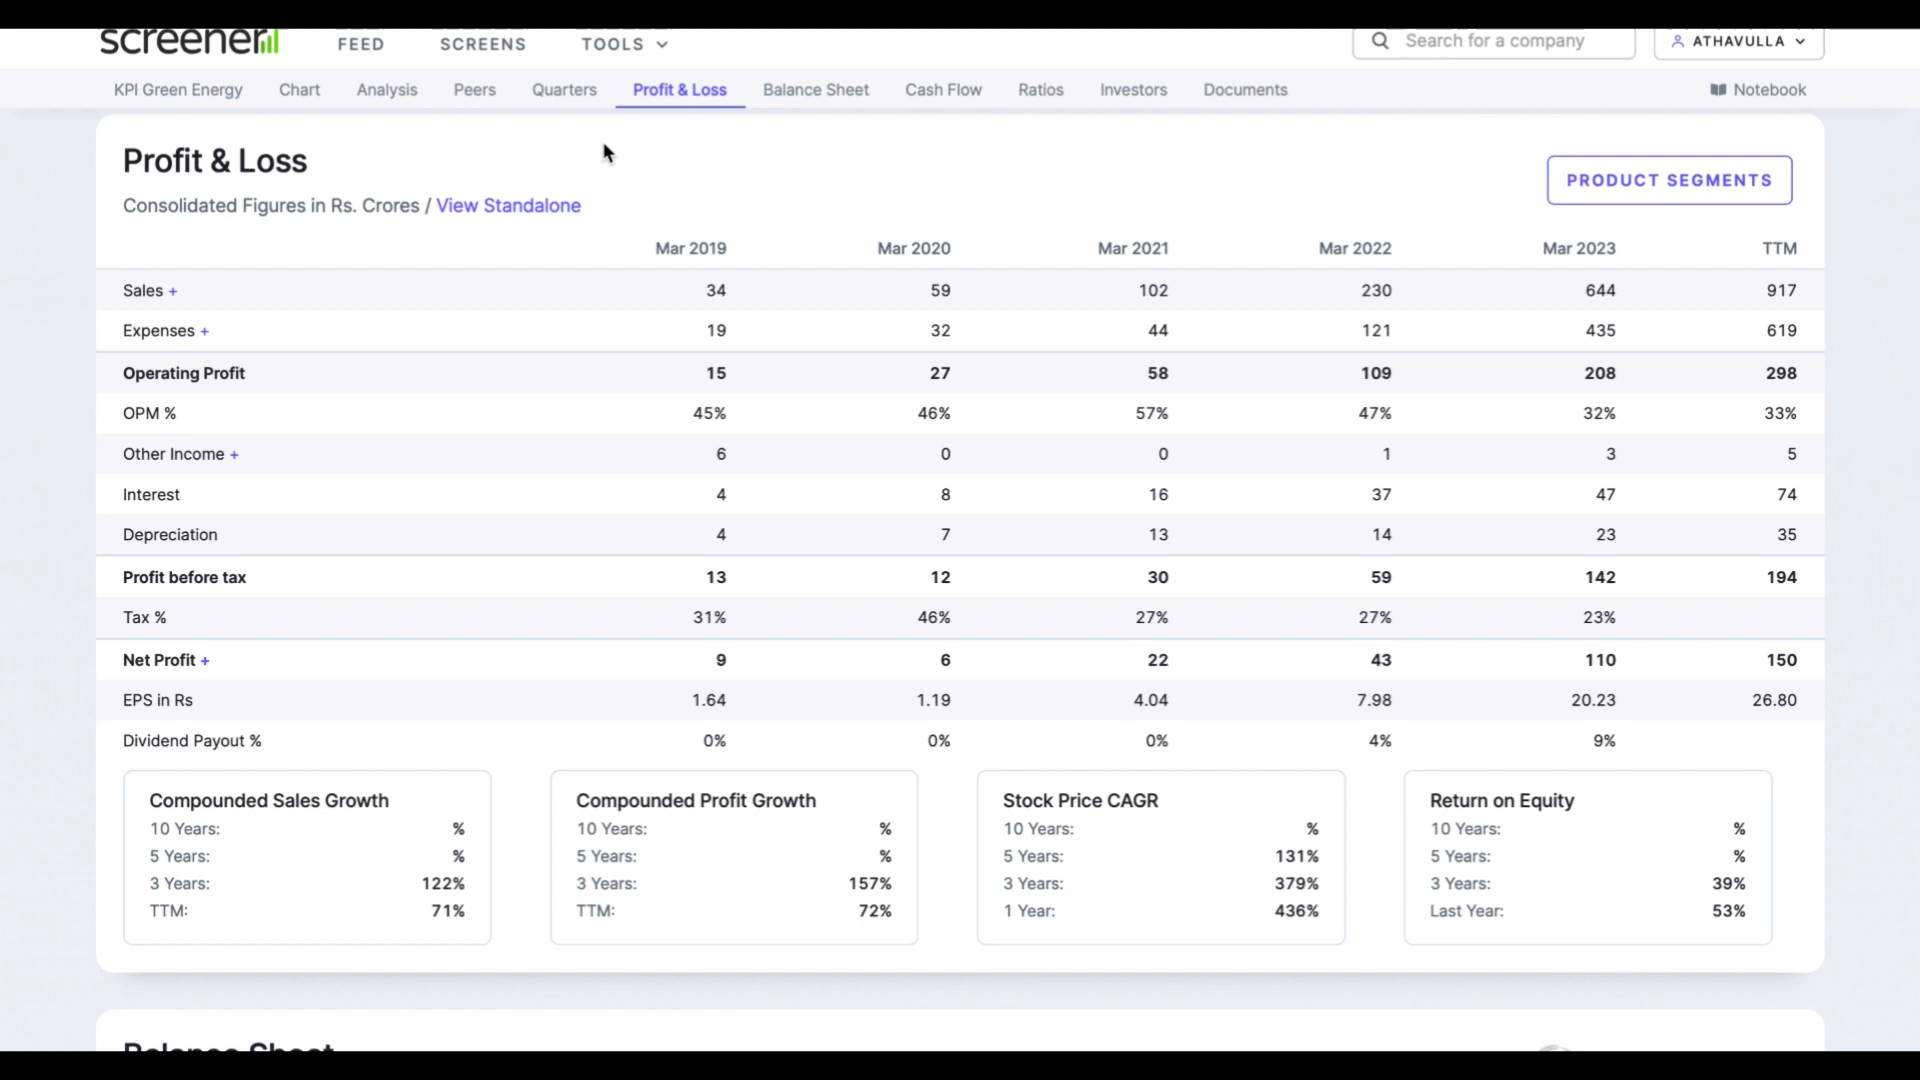 screener
FEED SCREENS TOOLS Search for a company ATHAVULLA
KPI Green Energy Chart Analysis Peers Quarters Profit & Loss Balance Sheet Cash Flow Ratios Investors Documents Notebook
Profit & Loss
PRODUCT SEGMENTS
Consolidated Figures in Rs. Crores / View Standalone
Mar 2019 Mar 2020 Mar 2021 Mar 2022 Mar 2023 TTM
Sales + 34 59 102 230 644 917
Expenses + 19 32 44 121 435 619
Operating Profit 15 27 58 109 208 298
OPM % 45% 46% 57% 47% 32% 33%
Other Income + 6 0 0 1 3 5
Interest 4 8 16 37 47 74
Depreciation 4 7 13 14 23 35
Profit before tax 13 12 30 59 142 194
Tax % 31% 46% 27% 27% 23%
Net Profit + 9 6 22 43 110 150
EPS in Rs 1.64 1.19 4.04 7.98 20.23 26.80
Dividend Payout % 0% 0% 0% 4% 9%
Compounded Sales Growth
10 Years: %
5 Years: %
3 Years: 122%
TTM: 71%
Compounded Profit Growth
10 Years: %
5 Years: %
3 Years: 157%
TTM: 72%
Stock Price CAGR
10 Years: %
5 Years: 131%
3 Years: 379%
1 Year: 436%
Return on Equity
10 Years: %
5 Years: %
3 Years: 39%
Last Year: 53%
Balance Sheet